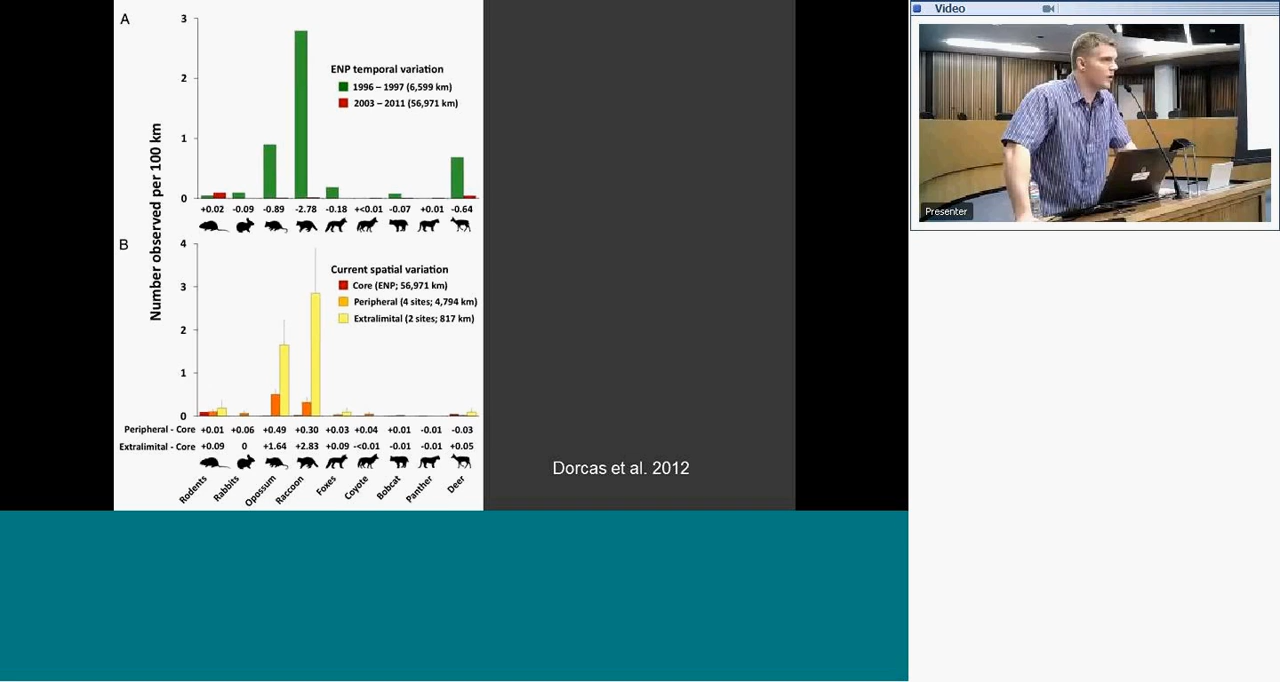 A
3
2
1
0
ENP temporal variation
1996 – 1997 (6,599 km)
2003 – 2011 (56,971 km)
+0.02 -0.09 -0.89 -2.78 -0.18 +<0.01 -0.07 +0.01 -0.64
Number observed per 100 km
B
4
3
2
1
0
Current spatial variation
Core (ENP; 56,971 km)
Peripheral (4 sites; 4,794 km)
Extralimital (2 sites; 817 km)
Peripheral - Core +0.01 +0.06 +0.49 +0.30 +0.03 +0.04 +0.01 -0.01 -0.03
Extralimital - Core +0.09 0 +1.64 +2.83 +0.09 -<0.01 -0.01 -0.01 +0.05
Rodents Rabbits Opossum Raccoon Foxes Coyote Bobcat Panther Deer
Dorcas et al. 2012
Video
Presenter